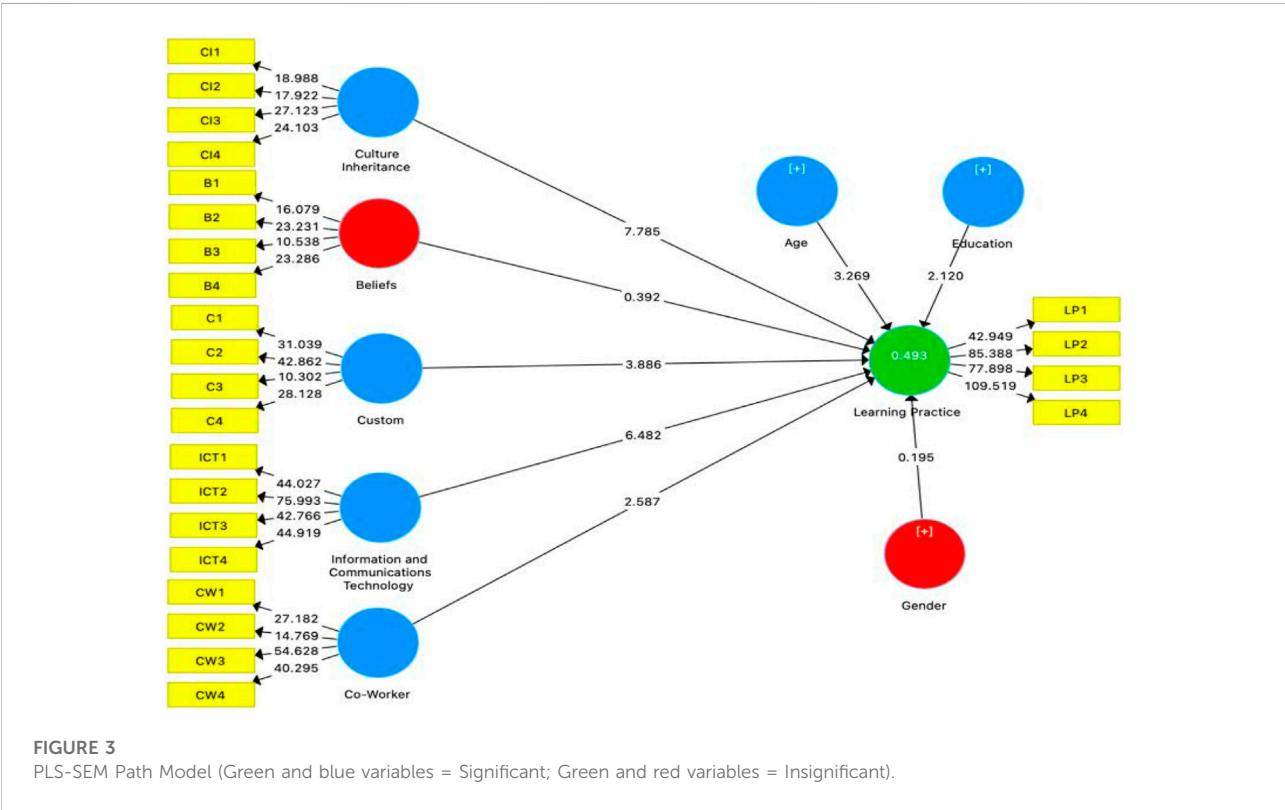 CI1
18.988
CI2
17.922
CI3
27.123
CI4
24.103
Culture
Inheritance
B1
16.079
B2
23.231
B3
10.538
B4
23.286
Beliefs
C1
31.039
C2
42.862
C3
10.302
C4
28.128
Custom
ICT1
44.027
ICT2
75.993
ICT3
42.766
ICT4
44.919
Information and
Communications
Technology
CW1
27.182
CW2
14.769
CW3
54.628
CW4
40.295
Co-Worker
7.785
0.392
3.886
6.482
2.587
[+]
Age
3.269
[+]
Education
2.120
0.493
Learning Practice
LP1
42.949
LP2
85.388
LP3
77.898
LP4
109.519
0.195
[+]
Gender
FIGURE 3
PLS-SEM Path Model (Green and blue variables = Significant; Green and red variables = Insignificant).